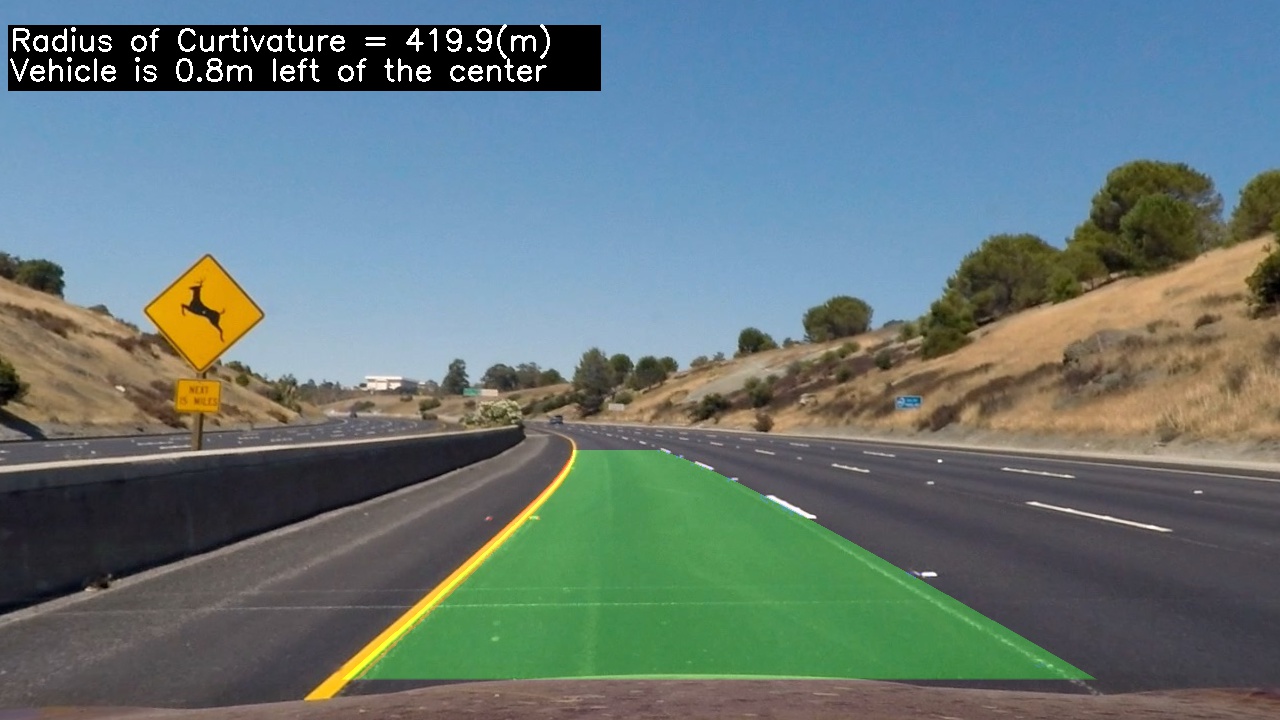 Radius of Curtivature = 419.9(m)
Vehicle is 0.8m left of the center
NEXT
15 MILES